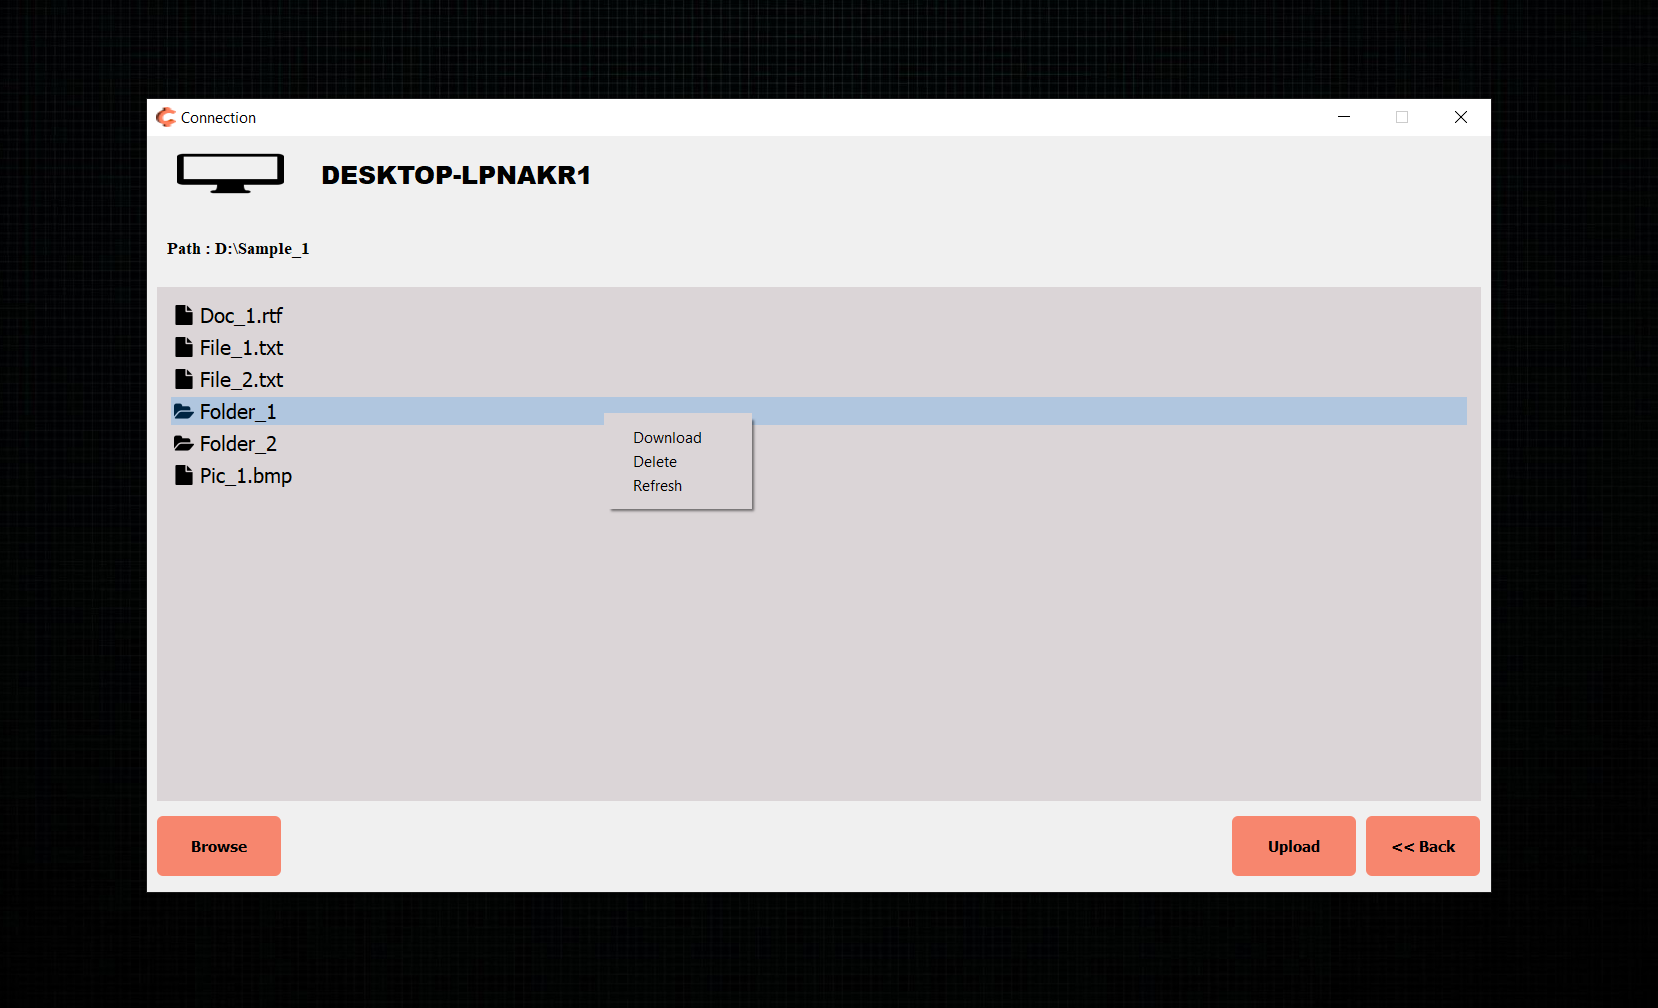 Connection
DESKTOP-LPNAKR1
Path : D:\Sample_1
Doc_1.rtf
File_1.txt
File_2.txt
Folder_1
Folder_2
Pic_1.bmp
Download
Delete
Refresh
Browse
Upload
<< Back